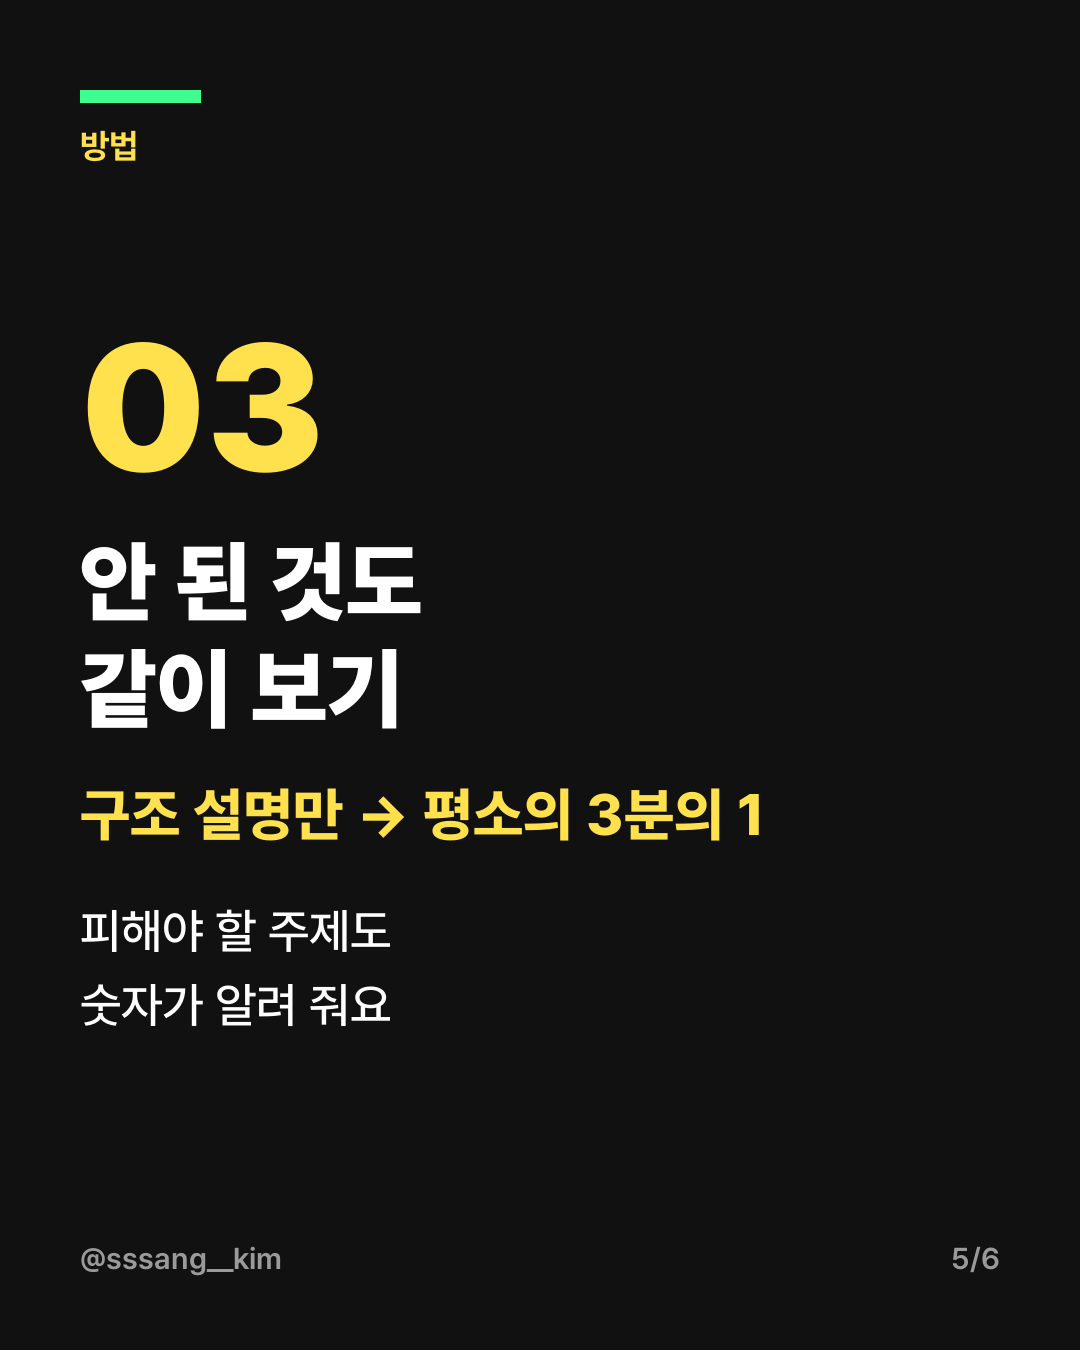 방법
03
안 된 것도
같이 보기
구조 설명만 → 평소의 3분의 1
피해야 할 주제도
숫자가 알려 줘요
@sssang__kim
5/6